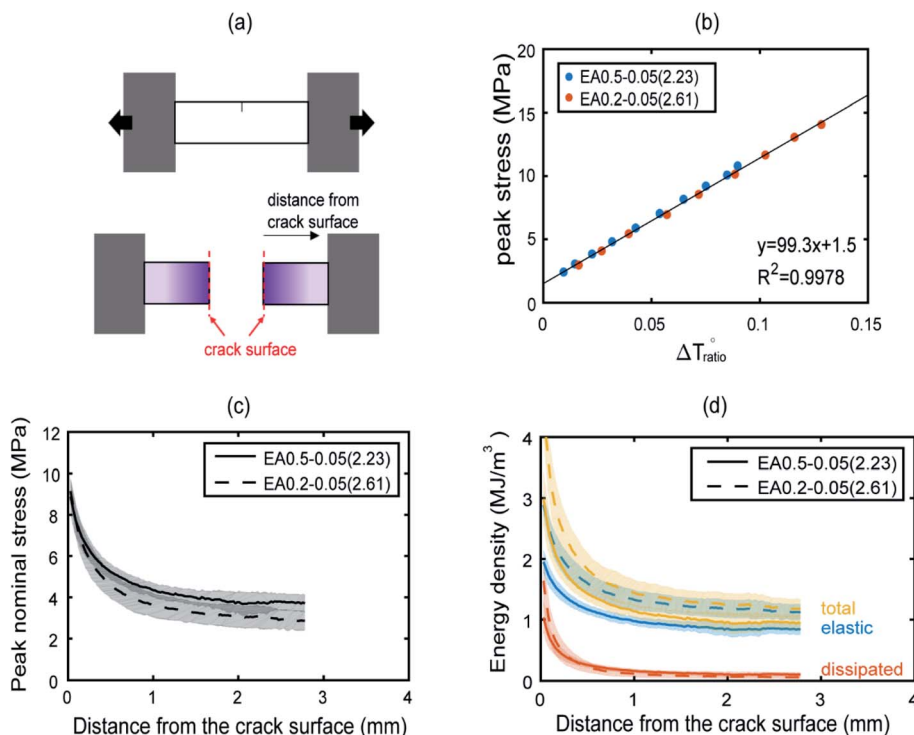 (a)
distance from
crack surface
crack surface
(b)
peak stress (MPa)
20
15
10
5
0
EA0.5-0.05(2.23)
EA0.2-0.05(2.61)
y=99.3x+1.5
R²=0.9978
0
0.05
0.1
0.15
ΔT°ratio
(c)
Peak nominal stress (MPa)
12
10
8
6
4
2
0
EA0.5-0.05(2.23)
EA0.2-0.05(2.61)
0
1
2
3
4
Distance from the crack surface (mm)
(d)
Energy density (MJ/m³)
4
3
2
1
0
EA0.5-0.05(2.23)
EA0.2-0.05(2.61)
total
elastic
dissipated
0
1
2
3
4
Distance from the crack surface (mm)